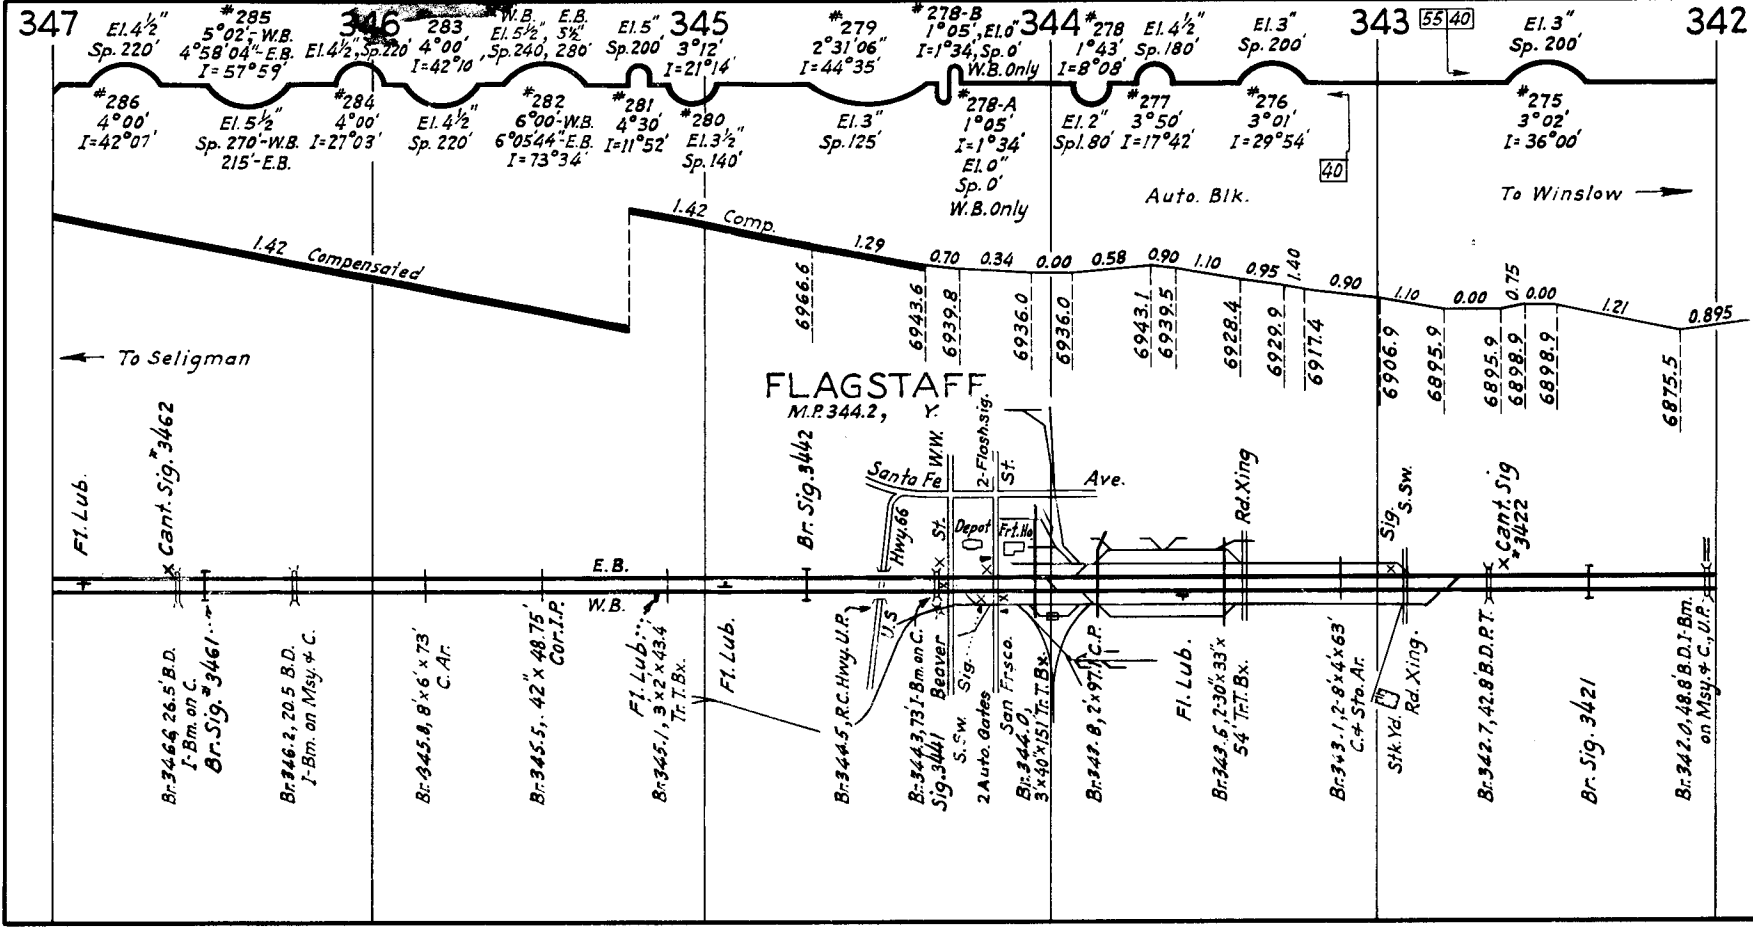 347
346
345
344
343
342
55 40
El. 4½"
Sp. 220'
#285
5°02'-W.B.
4°58'04"-E.B.
I=57°59'
El. 4½", Sp. 220'
283
4°00'
I=42°10'
W.B. E.B.
El. 5½", 5½"
Sp. 240', 280'
El. 5"
Sp. 200'
3°12'
I=21°14'
#279
2°31'06"
I=44°35'
#278-B
1°05', El. 0"
I=1°34', Sp. 0'
W.B. Only
#278
1°43'
I=8°08'
El. 4½"
Sp. 180'
El. 3"
Sp. 200'
El. 3"
Sp. 200'
#286
4°00'
I=42°07'
El. 5½"
Sp. 270'-W.B.
215'-E.B.
#284
4°00'
I=27°03'
El. 4½"
Sp. 220'
#282
6°00'-W.B.
6°05'44"-E.B.
I=73°34'
#281
4°30'
I=11°52'
#280
El. 3½"
Sp. 140'
El. 3"
Sp. 125'
#278-A
1°05'
I=1°34'
El. 0"
Sp. 0'
W.B. Only
El. 2"
Spl. 80'
#277
3°50'
I=17°42'
#276
3°01'
I=29°54'
#275
3°02'
I=36°00'
40
Auto. Blk.
To Winslow
1.42 Compensated
1.42 Comp.
1.29
0.70
0.34
0.00
0.58
0.90
1.10
0.95
1.40
0.90
1.10
0.00
0.75
0.00
1.21
0.895
6966.6
6943.6
6939.8
6936.0
6936.0
6943.1
6939.5
6928.4
6929.9
6917.4
6906.9
6895.9
6895.9
6898.9
6898.9
6875.5
To Seligman
FLAGSTAFF
M.P. 344.2, Y.
W.W.
2-Flash.sig.
Fl. Lub.
x Cant. Sig. #3462
Br. Sig. 3442
Santa Fe
Ave.
St.
Hwy. 66
St.
Depot
Frt. Ho.
Rd. Xing
Sig.
S. Sw.
x Cant. Sig
#3422
E.B.
W.B.
Br. 346.6, 26.5' B.D.
I-Bm. on C.
Br. Sig. #3461
Br. 346.2, 20.5 B.D.
I-Bm. on Msy. & C.
Br. 345.8, 8' x 6' x 73'
C. Ar.
Br. 345.5, 42" x 48.75'
Cor. I.P.
Fl. Lub.
Br. 345.1, 3 x 2 x 43.4
Tr. T. Bx.
Fl. Lub.
Br. 344.5, R.C. Hwy. U.P.
U.S
Br. 344.3, 73' I-Bm. on C.
Sig. 3441
Beaver
S. Sw.
Sig.
2 Auto. Gates
San Frsco.
Br. 344.0,
3' x 40" x 151' Tr. T. Bx.
Br. 343.8, 2' x 97.1' C.P.
Fl. Lub.
Br. 343.6, 2-30" x 33" x
54' Tr. T. Bx.
Br. 343.1, 2-8' x 4 x 63'
C. & Sto. Ar.
Stk. Yd.
Rd. Xing.
Br. 342.7, 42.8' B.D.P.T.
Br. Sig. 3421
Br. 342.0, 48.8' B.D. I-Bm.
on Msy. & C., U.P.